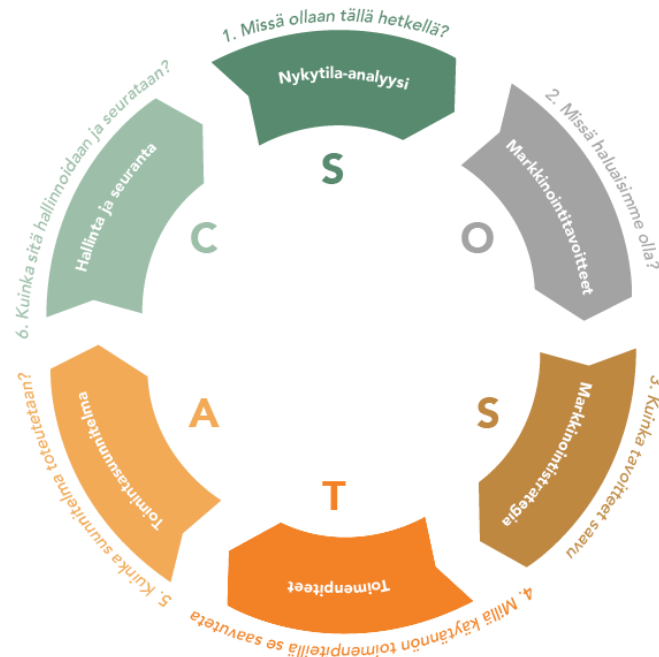 1. Missä ollaan tällä hetkellä?
Nykytila-analyysi
S
2. Missä haluaisimme olla?
Markkinointitavoitteet
O
3. Kuinka tavoitteet saavu
Markkinointistrategia
S
4. Millä käytännön toimenpiteillä se saavuteta
Toimenpiteet
T
5. Kuinka suunnitelma toteutetaan?
Toimintasuunnitelma
A
6. Kuinka sitä hallinnoidaan ja seurataan?
Hallinta ja seuranta
C